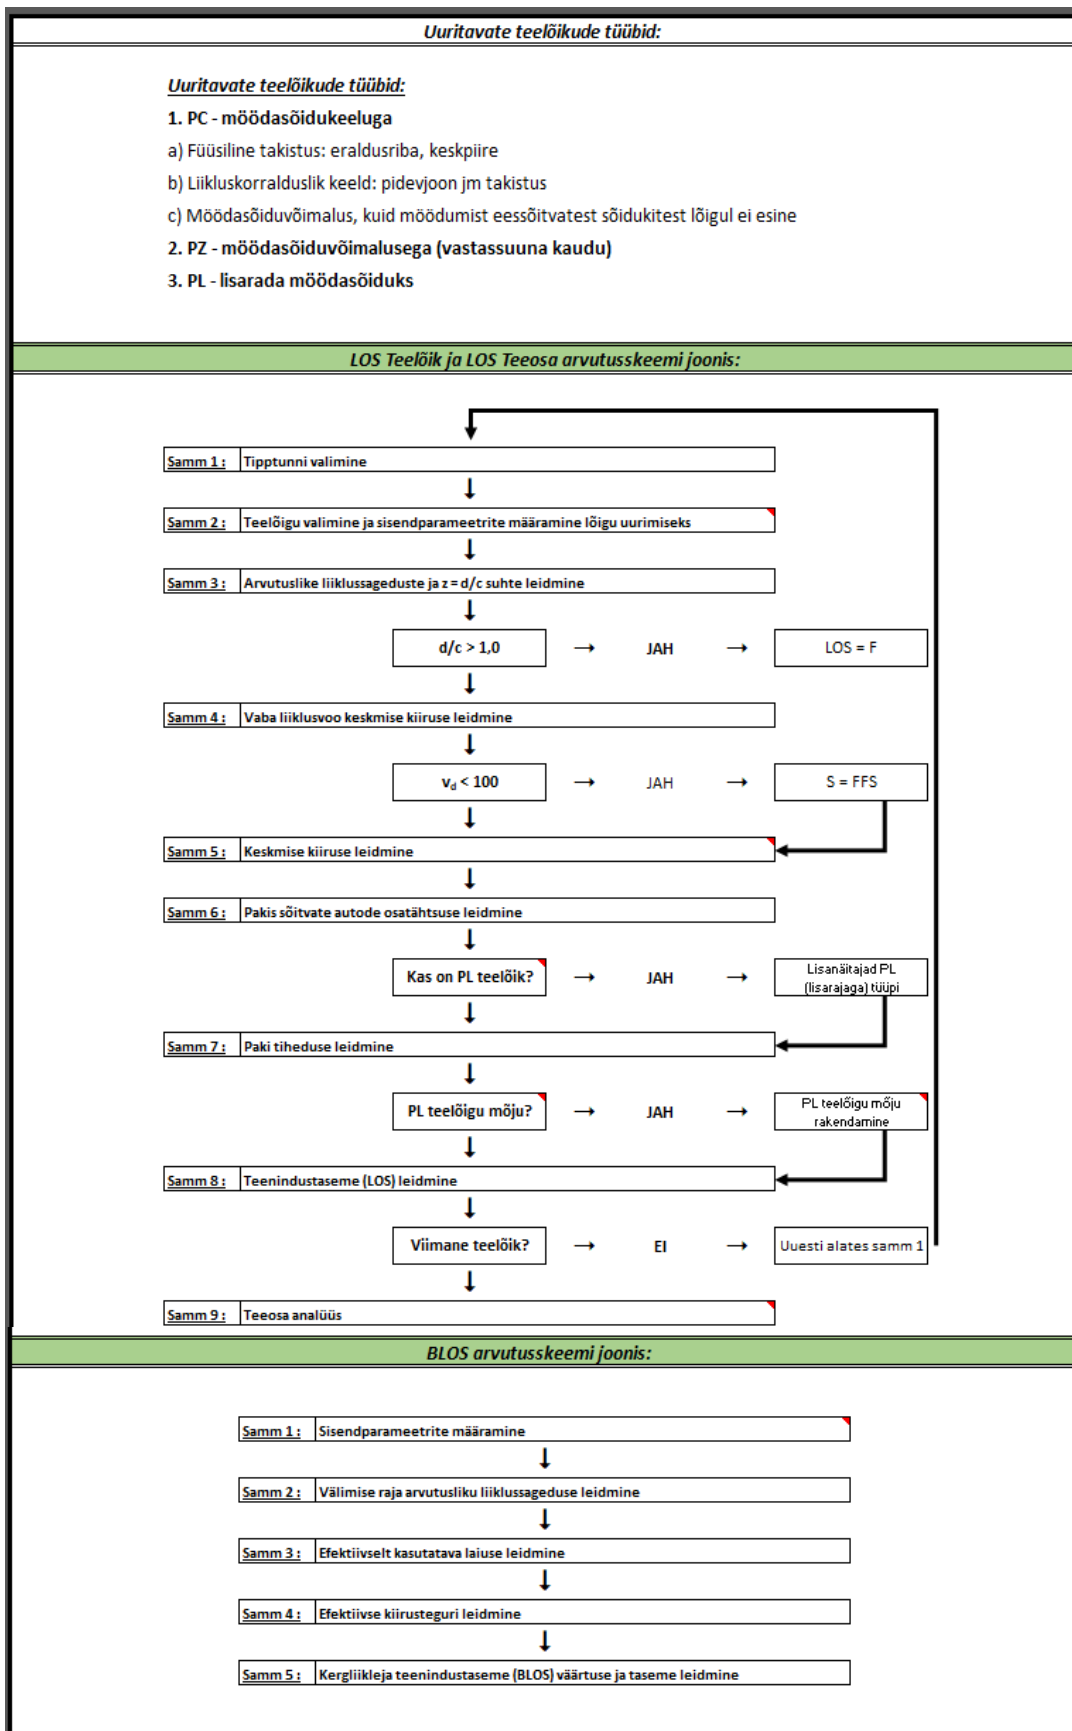 Uuritavate teelõikude tüübid:
Uuritavate teelõikude tüübid:
1. PC - möödasõidukeeluga
a) Füüsiline takistus: eraldusriba, keskpiire
b) Liikluskorralduslik keeld: pidevjoon jm takistus
c) Möödasõiduvõimalus, kuid möödumist eessõitvatest sõidukitest lõigul ei esine
2. PZ - möödasõiduvõimalusega (vastassuuna kaudu)
3. PL - lisarada möödasõiduks
LOS Teelõik ja LOS Teeosa arvutusskeemi joonis:
Samm 1 : Tipptunni valimine
Samm 2 : Teelõigu valimine ja sisendparameetrite määramine lõigu uurimiseks
Samm 3 : Arvutuslike liiklussageduste ja z = d/c suhte leidmine
d/c > 1,0 → JAH → LOS = F
Samm 4 : Vaba liiklusvoo keskmise kiiruse leidmine
vd < 100 → JAH → S = FFS
Samm 5 : Keskmise kiiruse leidmine
Samm 6 : Pakis sõitvate autode osatähtsuse leidmine
Kas on PL teelõik? → JAH → Lisanäitajad PL
(lisarajaga) tüüpi
Samm 7 : Paki tiheduse leidmine
PL teelõigu mõju? → JAH → PL teelõigu mõju
rakendamine
Samm 8 : Teenindustaseme (LOS) leidmine
Viimane teelõik? → EI → Uuesti alates samm 1
Samm 9 : Teeosa analüüs
BLOS arvutusskeemi joonis:
Samm 1 : Sisendparameetrite määramine
Samm 2 : Välimise raja arvutusliku liiklussageduse leidmine
Samm 3 : Efektiivselt kasutatava laiuse leidmine
Samm 4 : Efektiivse kiirusteguri leidmine
Samm 5 : Kergliikleja teenindustaseme (BLOS) väärtuse ja taseme leidmine